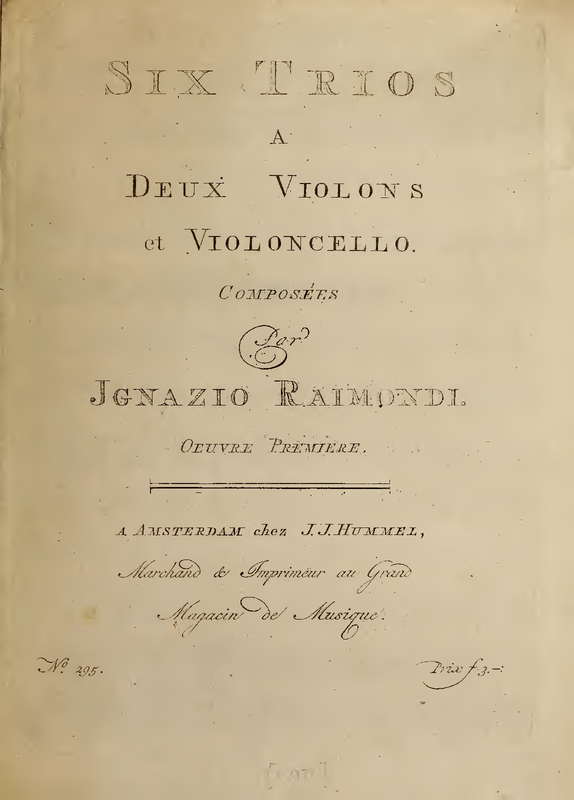 SIX TRIOS
A
DEUX VIOLONS
et VIOLONCELLO.
COMPOSÉES
Par
JGNAZIO RAIMONDI.
OEUVRE PREMIERE.
A AMSTERDAM chez J. J. HUMMEL,
Marchand & Imprimeur au Grand
Magacin de Musique.
No. 295. Prix f 3.-: